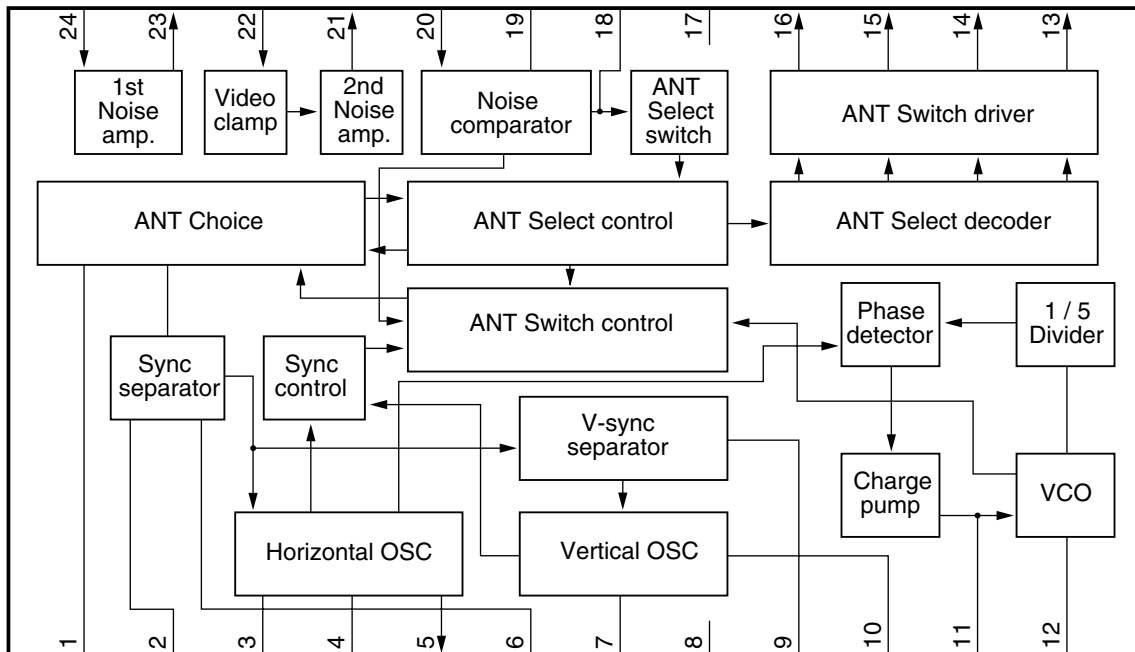 24 23 22 21 20 19 18 17 16 15 14 13
1st
Noise
amp.
Video
clamp
2nd
Noise
amp.
Noise
comparator
ANT
Select
switch
ANT Switch driver
ANT Choice
ANT Select control
ANT Select decoder
ANT Switch control
Phase
detector
1 / 5
Divider
Sync
separator
Sync
control
V-sync
separator
Charge
pump
VCO
Horizontal OSC
Vertical OSC
1 2 3 4 5 6 7 8 9 10 11 12